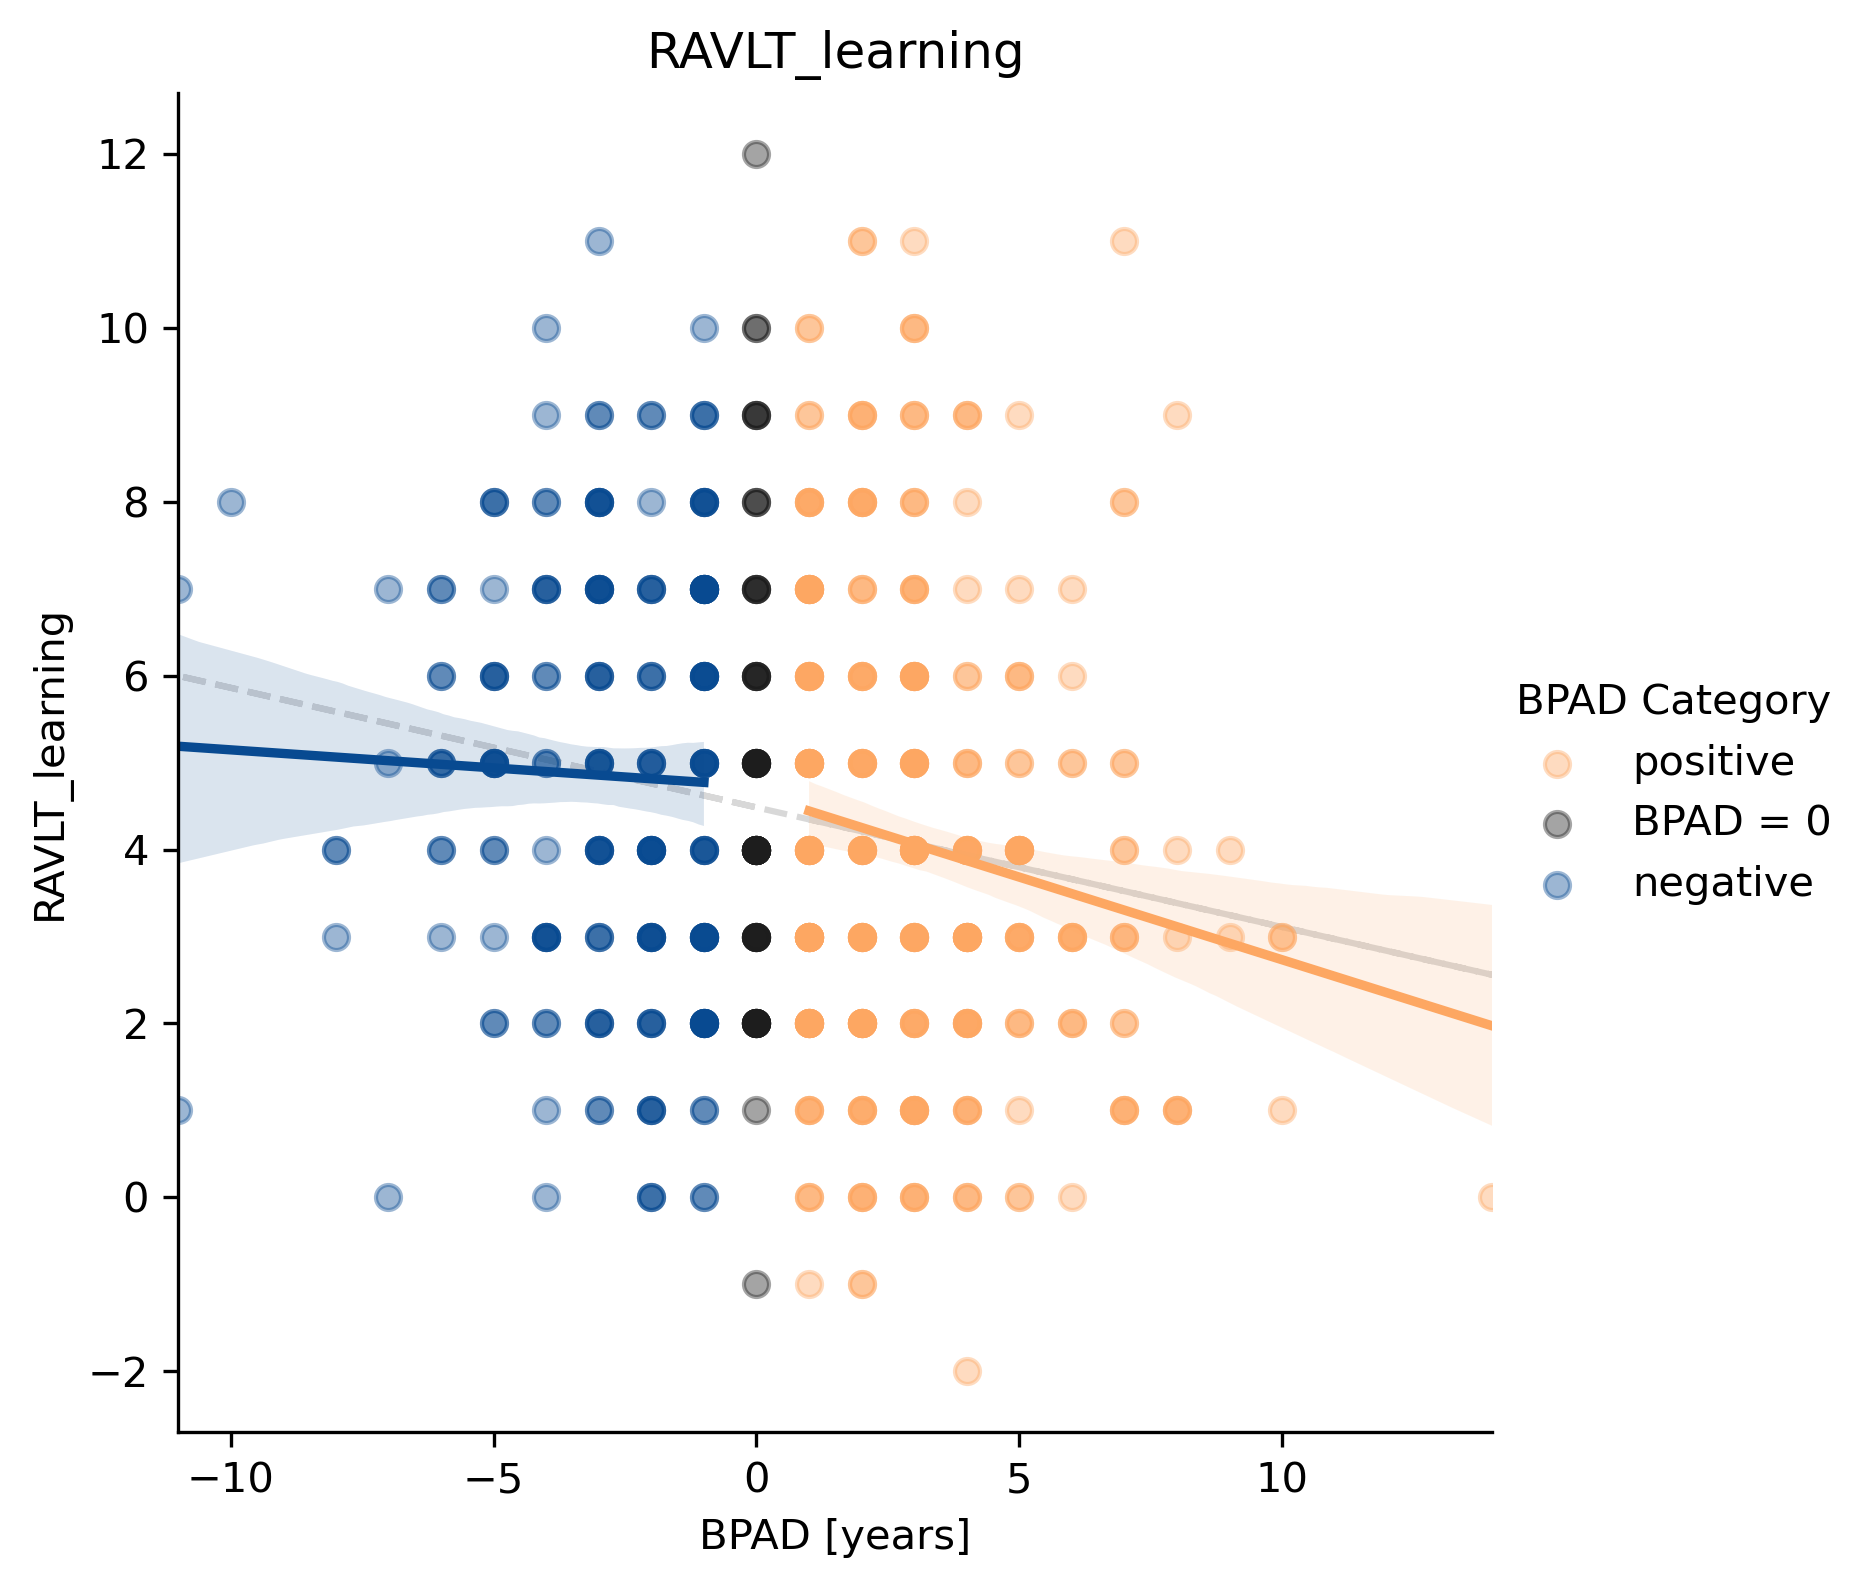 RAVLT_learning
12
10
8
6
4
2
0
−2
RAVLT_learning
−10
−5
0
5
10
BPAD [years]
BPAD Category
positive
BPAD = 0
negative